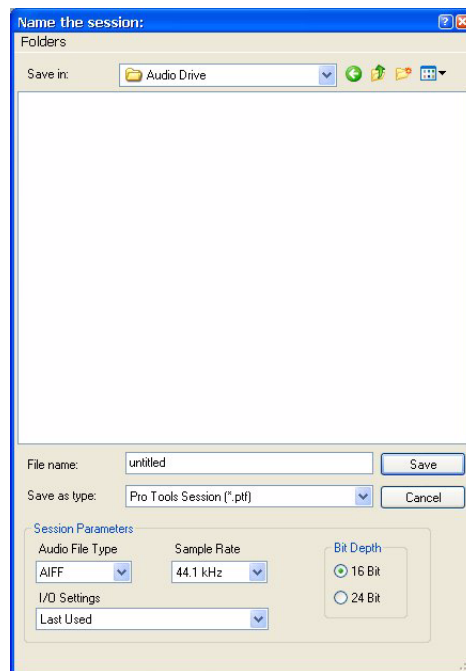 Name the session:
Folders
Save in: Audio Drive
File name: untitled Save
Save as type: Pro Tools Session (*.ptf) Cancel
Session Parameters
Audio File Type Sample Rate Bit Depth
AIFF 44.1 kHz 16 Bit
I/O Settings 24 Bit
Last Used